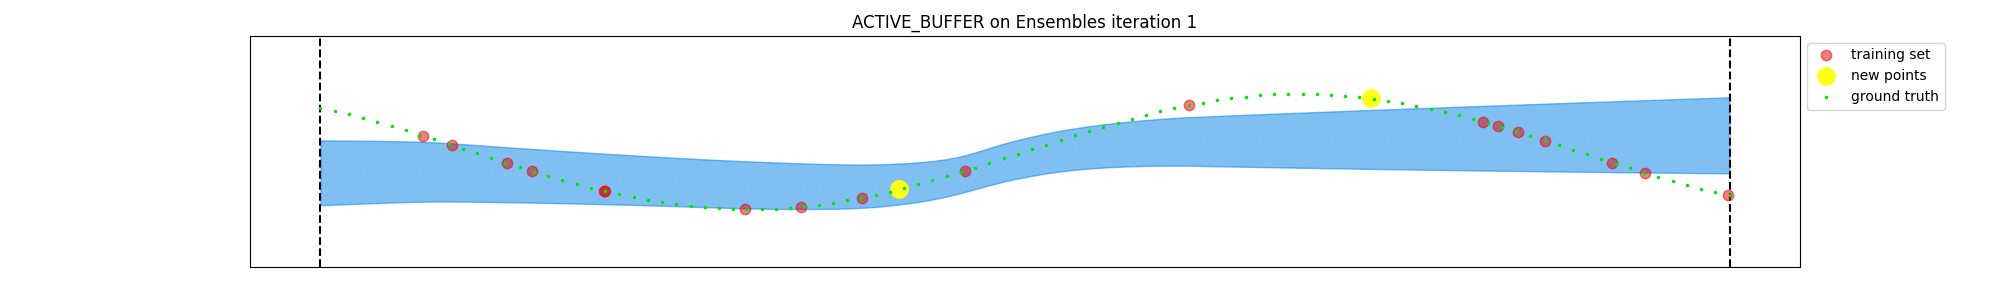 ACTIVE_BUFFER on Ensembles iteration 1
training set
new points
ground truth